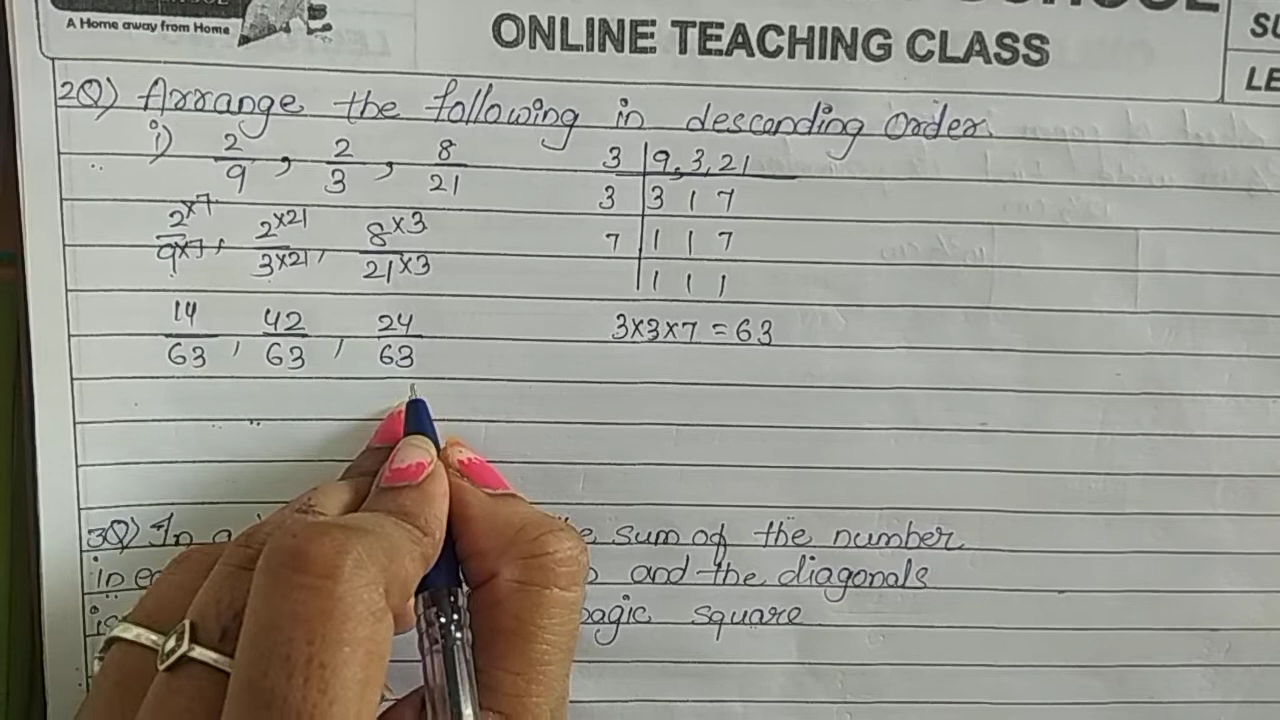 A Home away from Home
ONLINE TEACHING CLASS
2Q) Arrange the following in desconding Order.
i) 2/9 , 2/3 , 8/21
3 | 9, 3, 21
3 | 3 1 7
2×7/9×7 , 2×21/3×21 , 8×3/21×3
7 | 1 1 7
1 1 1
14/63 , 42/63 , 24/63
3×3×7 = 63
3Q) In a sum of the number
in and the diagonals
square